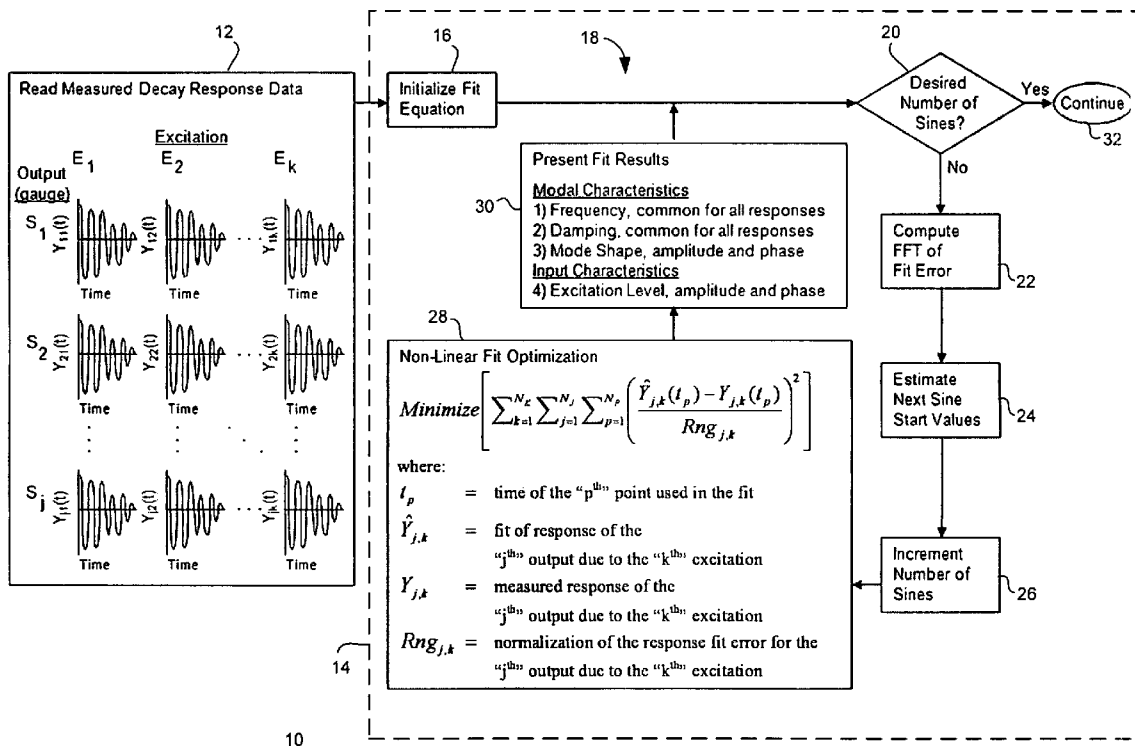 12
Read Measured Decay Response Data
Excitation
E1 E2 Ek
Output
(gauge)
S1 Y11(t) Y12(t) Y1k(t)
Time Time Time
S2 Y21(t) Y22(t) Y2k(t)
Time Time Time
Sj Yj1(t) Yj2(t) Yjk(t)
Time Time Time
16
Initialize Fit
Equation
18
20
Desired
Number of
Sines?
Yes
Continue
32
No
Compute
FFT of
Fit Error
22
Estimate
Next Sine
Start Values
24
Increment
Number of
Sines
26
28
Non-Linear Fit Optimization
Minimize[∑k=1^NK ∑j=1^Nj ∑p=1^Np ((Ŷj,k(tp) – Yj,k(tp)) / Rngj,k)²]
where:
tp = time of the "pth" point used in the fit
Ŷj,k = fit of response of the
"jth" output due to the "kth" excitation
Yj,k = measured response of the
"jth" output due to the "kth" excitation
Rngj,k = normalization of the response fit error for the
"jth" output due to the "kth" excitation
30
Present Fit Results
Modal Characteristics
1) Frequency, common for all responses
2) Damping, common for all responses
3) Mode Shape, amplitude and phase
Input Characteristics
4) Excitation Level, amplitude and phase
14
10